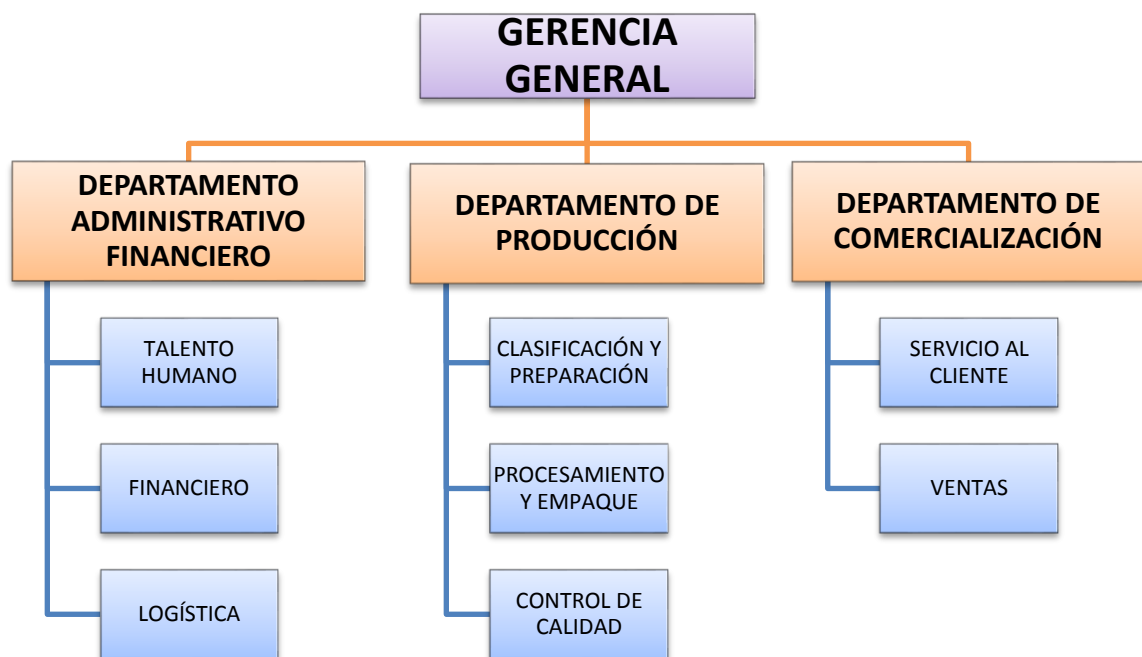 GERENCIA
GENERAL
DEPARTAMENTO
ADMINISTRATIVO
FINANCIERO
DEPARTAMENTO DE
PRODUCCIÓN
DEPARTAMENTO DE
COMERCIALIZACIÓN
TALENTO
HUMANO
CLASIFICACIÓN Y
PREPARACIÓN
SERVICIO AL
CLIENTE
FINANCIERO
PROCESAMIENTO
Y EMPAQUE
VENTAS
LOGÍSTICA
CONTROL DE
CALIDAD